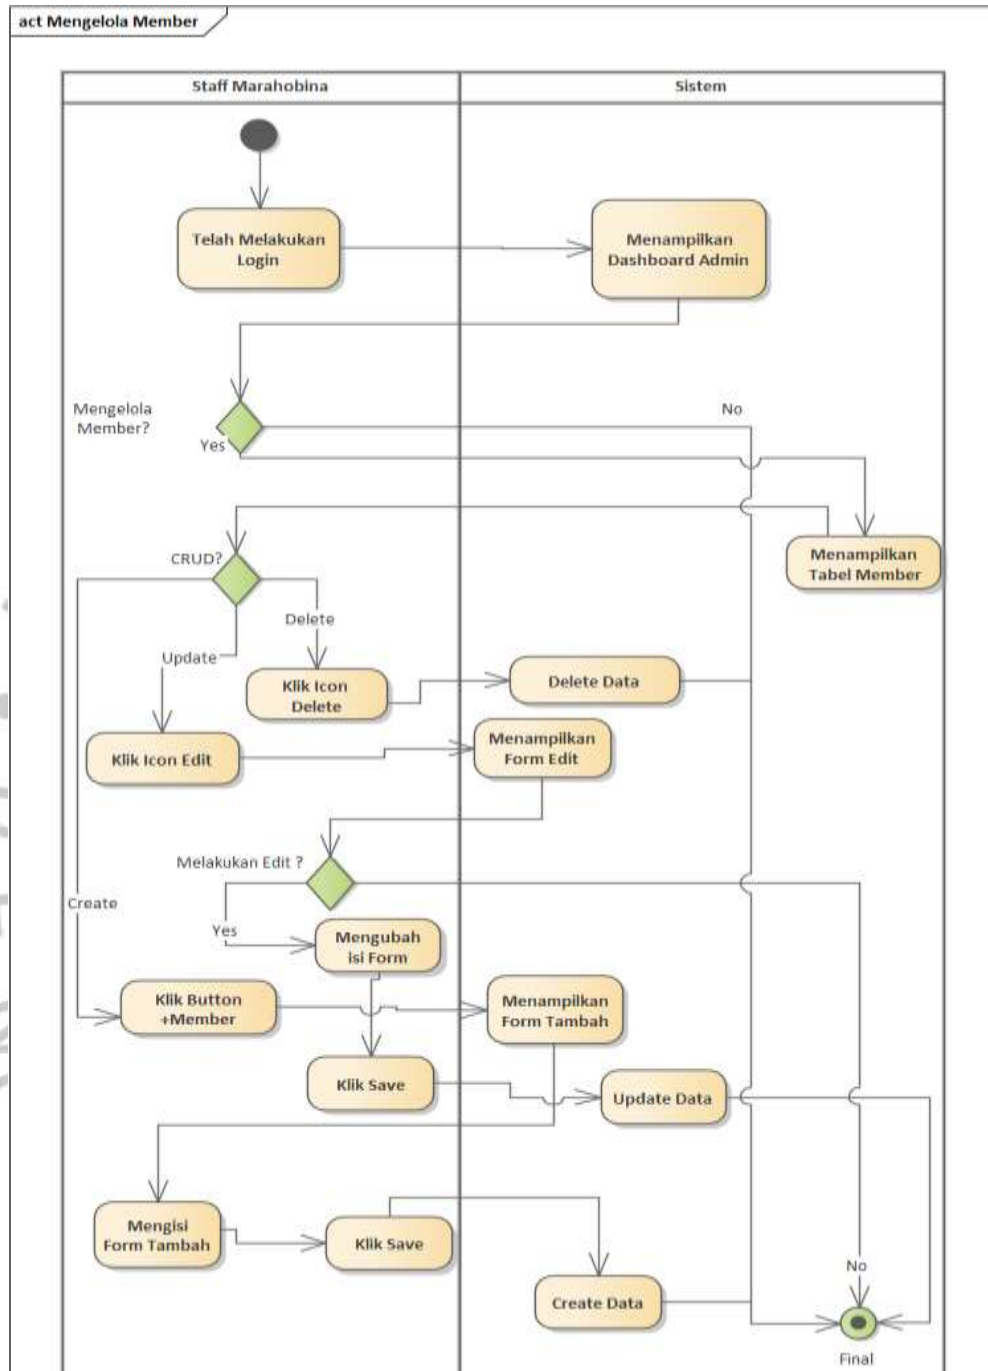 act Mengelola Member
Staff Marahobina
Sistem
Telah Melakukan
Login
Menampilkan
Dashboard Admin
Mengelola
Member?
Yes
No
Menampilkan
Tabel Member
CRUD?
Delete
Update
Klik Icon
Delete
Delete Data
Klik Icon Edit
Menampilkan
Form Edit
Melakukan Edit ?
Create
Yes
Mengubah
isi Form
Klik Button
+Member
Menampilkan
Form Tambah
Klik Save
Update Data
Mengisi
Form Tambah
Klik Save
No
Create Data
Final